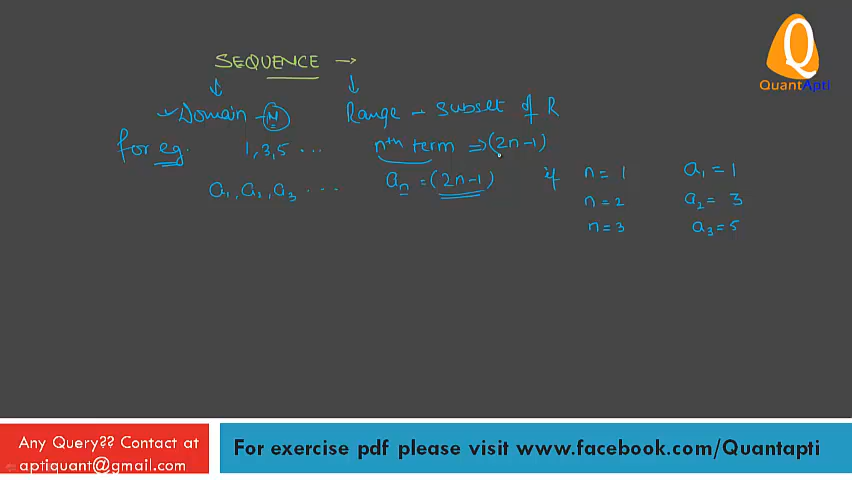 SEQUENCE →
Domain - N Range - Subset of R
for eg. 1, 3, 5 ... nth term ⇒ (2n-1)
a1, a2, a3 ... an = (2n-1) if n = 1 a1 = 1
n = 2 a2 = 3
n = 3 a3 = 5
QuantApti
Any Query?? Contact at
aptiquant@gmail.com
For exercise pdf please visit www.facebook.com/Quantapti